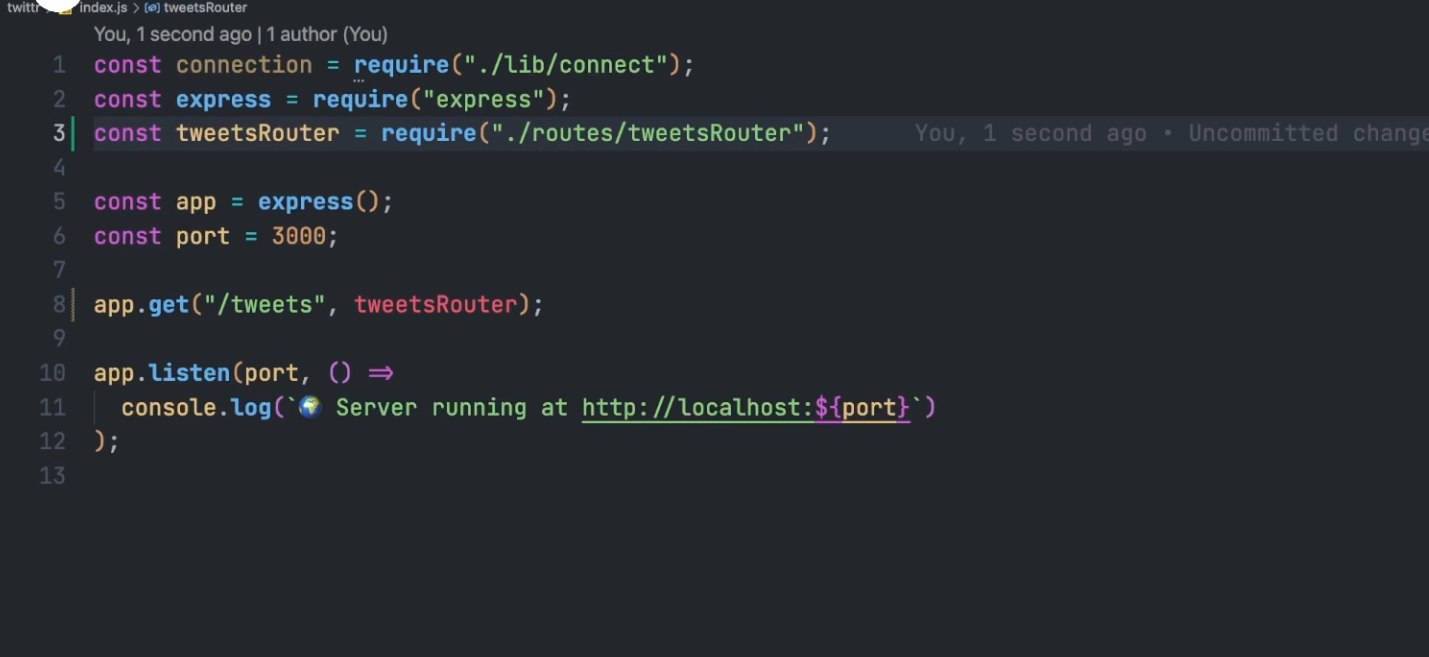 twittr > index.js > tweetsRouter
You, 1 second ago | 1 author (You)
1 const connection = require("./lib/connect");
2 const express = require("express");
3 const tweetsRouter = require("./routes/tweetsRouter"); You, 1 second ago • Uncommitted change
4
5 const app = express();
6 const port = 3000;
7
8 app.get("/tweets", tweetsRouter);
9
10 app.listen(port, () =>
11 console.log(`🌍 Server running at http://localhost:${port}`)
12 );
13